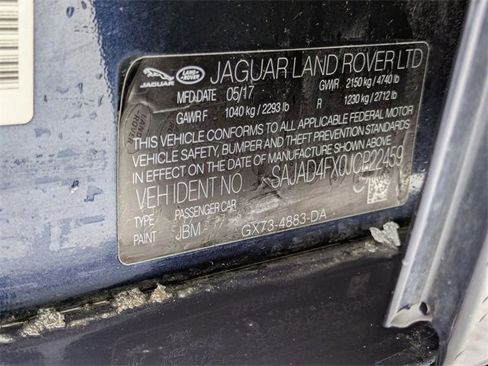 JAGUAR LAND-ROVER JAGUAR LAND ROVER LTD
MFD.DATE 05/17 GVWR 2150 kg / 4740 lb
GAWR F 1040 kg / 2293 lb R 1230 kg / 2712 lb
THIS VEHICLE CONFORMS TO ALL APPLICABLE FEDERAL MOTOR
VEHICLE SAFETY, BUMPER, AND THEFT PREVENTION STANDARDS
IN EFFECT ON THE DATE OF MANUFACTURE SHOWN ABOVE.
VEH IDENT NO. SAJAD4FX0JCP22459
TYPE PASSENGER CAR
PAINT JBM GX73-4883-DA